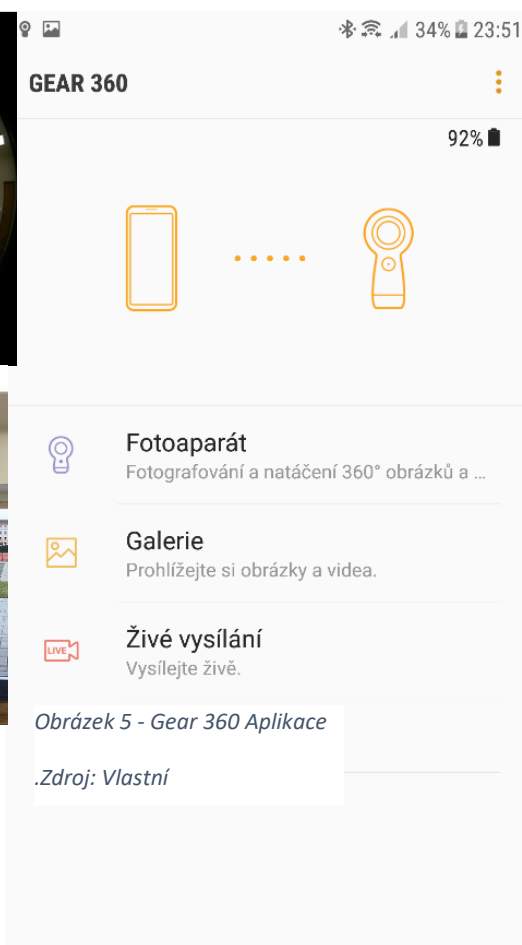 34% 23:51
GEAR 360
92%
Fotoaparát
Fotografování a natáčení 360° obrázků a ...
Galerie
Prohlížejte si obrázky a videa.
LIVE
Živé vysílání
Vysílejte živě.
Obrázek 5 - Gear 360 Aplikace
.Zdroj: Vlastní